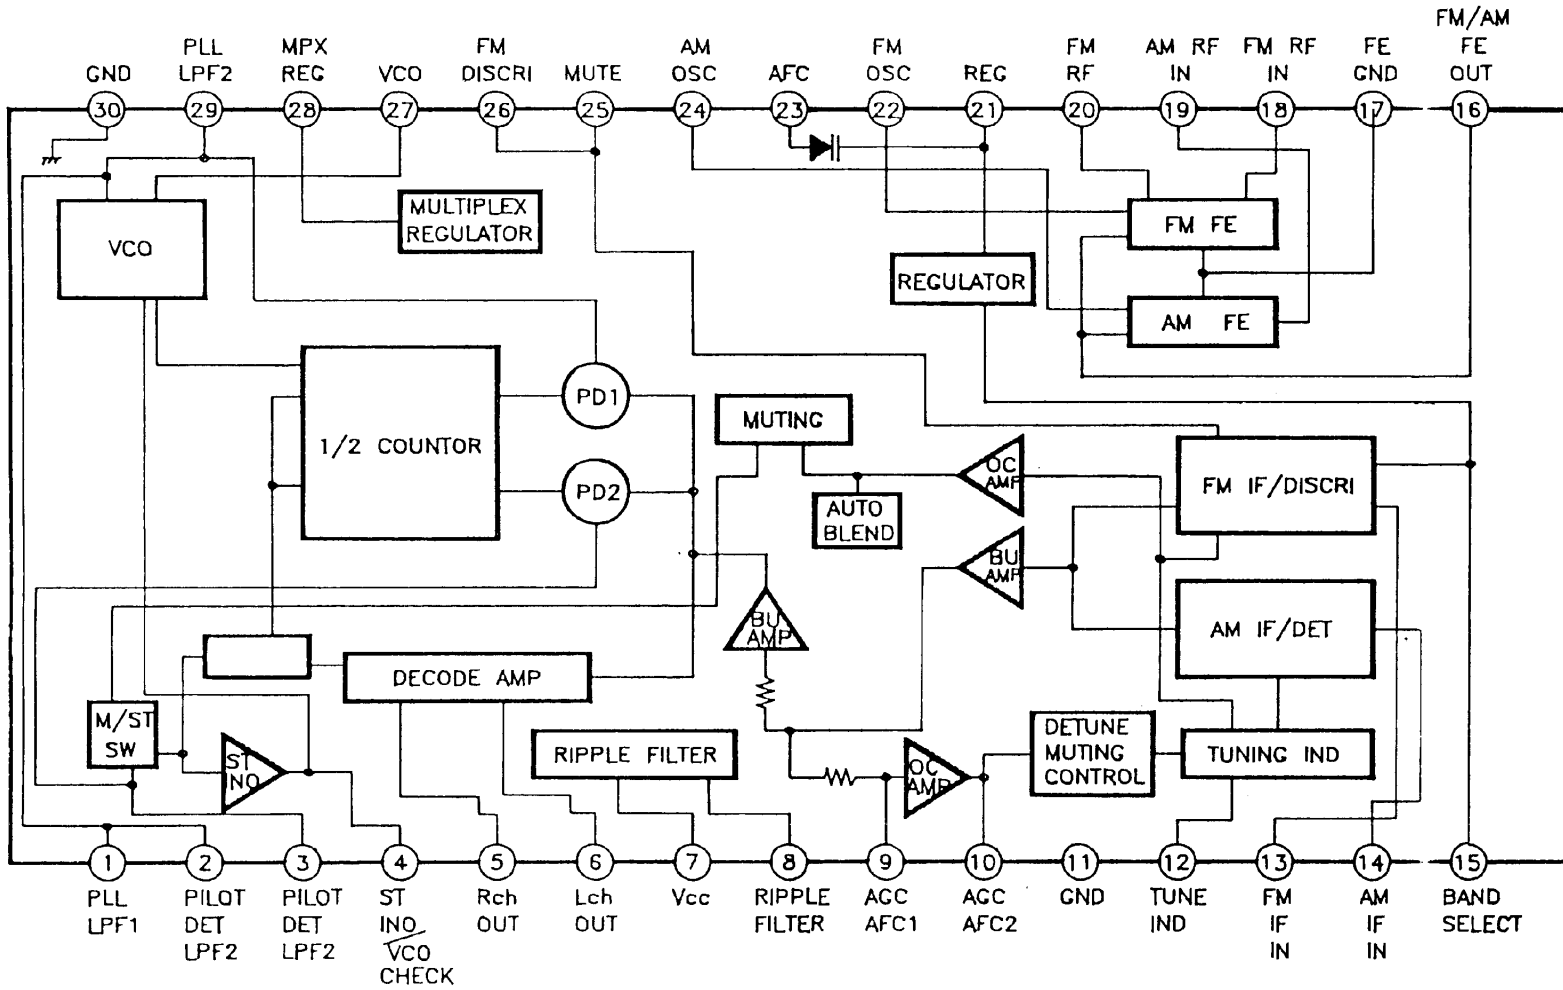 FM/AM
PLL MPX FM AM FM FM AM RF FM RF FE FE
GND LPF2 REG VCO DISCRI MUTE OSC AFC OSC REG RF IN IN GND OUT
30 29 28 27 26 25 24 23 22 21 20 19 18 17 16
MULTIPLEX
REGULATOR
FM FE
VCO
REGULATOR
AM FE
PD1
MUTING
1/2 COUNTOR
OC
AMP
FM IF/DISCRI
PD2
AUTO
BLEND
BU
AMP
BU
AMP
AM IF/DET
DECODE AMP
M/ST
SW
ST
INO
RIPPLE FILTER
OC
AMP
DETUNE
MUTING
CONTROL
TUNING IND
1 2 3 4 5 6 7 8 9 10 11 12 13 14 15
PLL PILOT PILOT ST Rch Lch Vcc RIPPLE AGC AGC GND TUNE FM AM BAND
LPF1 DET DET INO OUT OUT FILTER AFC1 AFC2 IND IF IF SELECT
LPF2 LPF2 VCO IN IN
CHECK